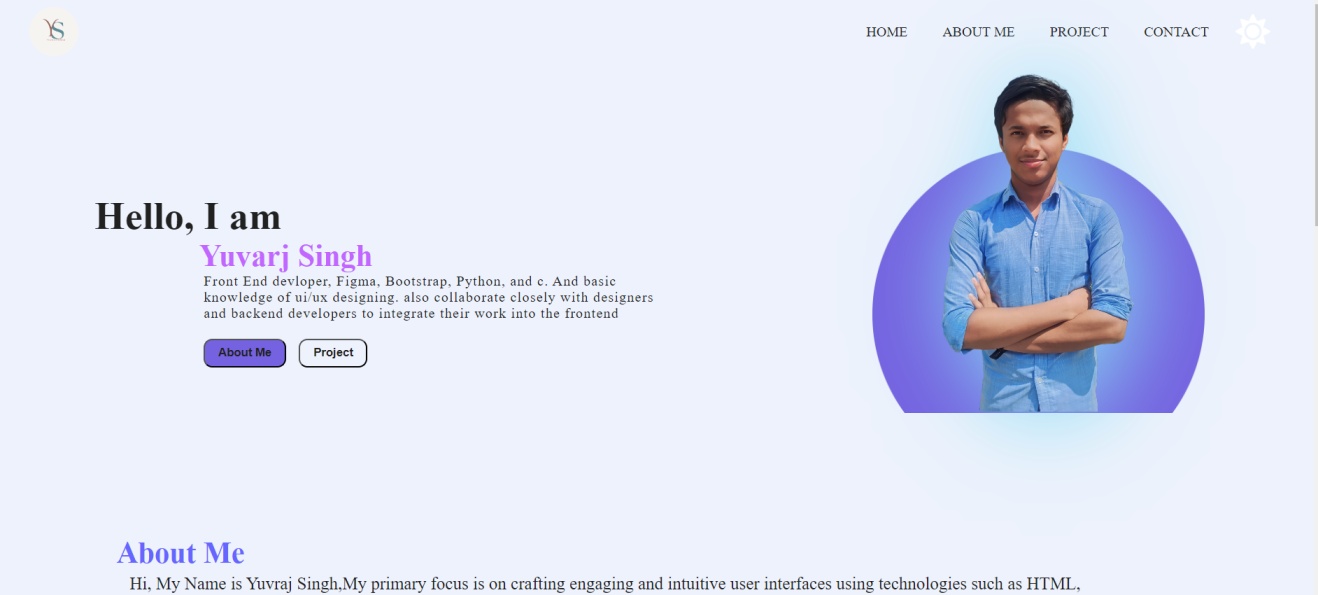 YS
HOME ABOUT ME PROJECT CONTACT
Hello, I am
Yuvarj Singh
Front End devloper, Figma, Bootstrap, Python, and c. And basic
knowledge of ui/ux designing. also collaborate closely with designers
and backend developers to integrate their work into the frontend
About Me Project
About Me
Hi, My Name is Yuvraj Singh,My primary focus is on crafting engaging and intuitive user interfaces using technologies such as HTML,